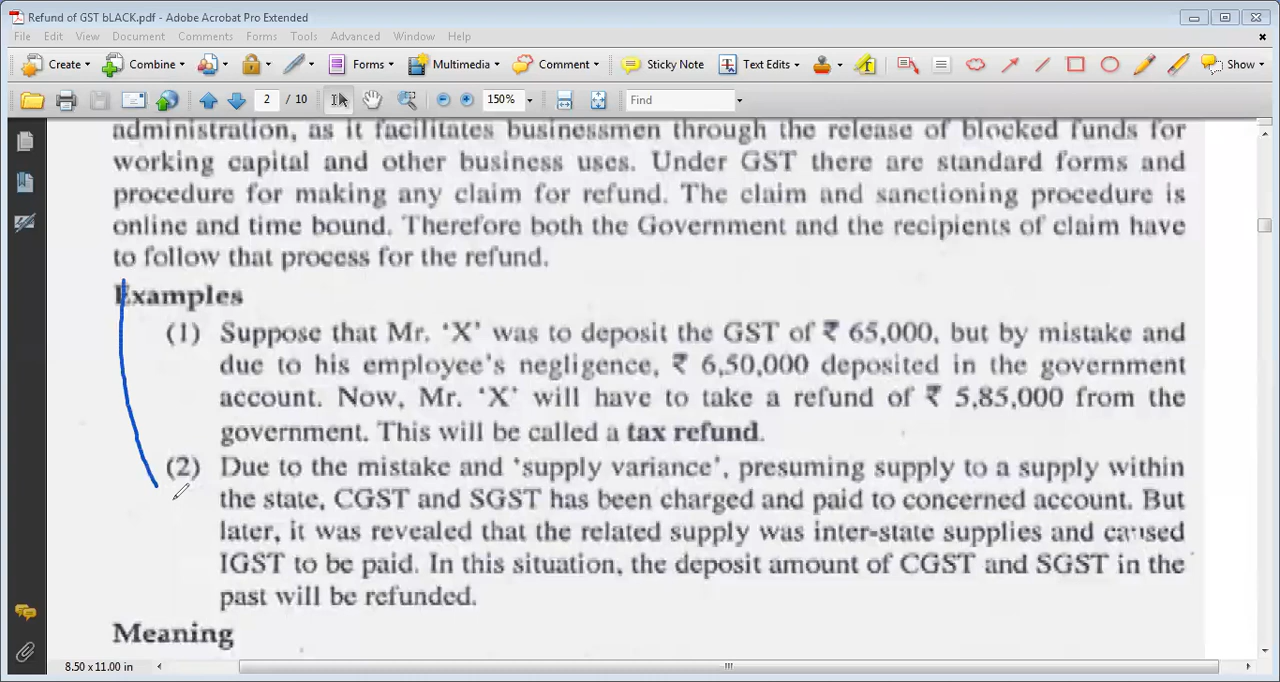 Refund of GST bLACK.pdf - Adobe Acrobat Pro Extended
File Edit View Document Comments Forms Tools Advanced Window Help
Create Combine Forms Multimedia Comment Sticky Note Text Edits Show
2 / 10 150% Find
administration, as it facilitates businessmen through the release of blocked funds for
working capital and other business uses. Under GST there are standard forms and
procedure for making any claim for refund. The claim and sanctioning procedure is
online and time bound. Therefore both the Government and the recipients of claim have
to follow that process for the refund.
Examples
(1) Suppose that Mr. ‘X’ was to deposit the GST of ₹ 65,000, but by mistake and
due to his employee’s negligence, ₹ 6,50,000 deposited in the government
account. Now, Mr. ‘X’ will have to take a refund of ₹ 5,85,000 from the
government. This will be called a tax refund.
(2) Due to the mistake and ‘supply variance’, presuming supply to a supply within
the state, CGST and SGST has been charged and paid to concerned account. But
later, it was revealed that the related supply was inter-state supplies and caused
IGST to be paid. In this situation, the deposit amount of CGST and SGST in the
past will be refunded.
Meaning
8.50 x 11.00 in